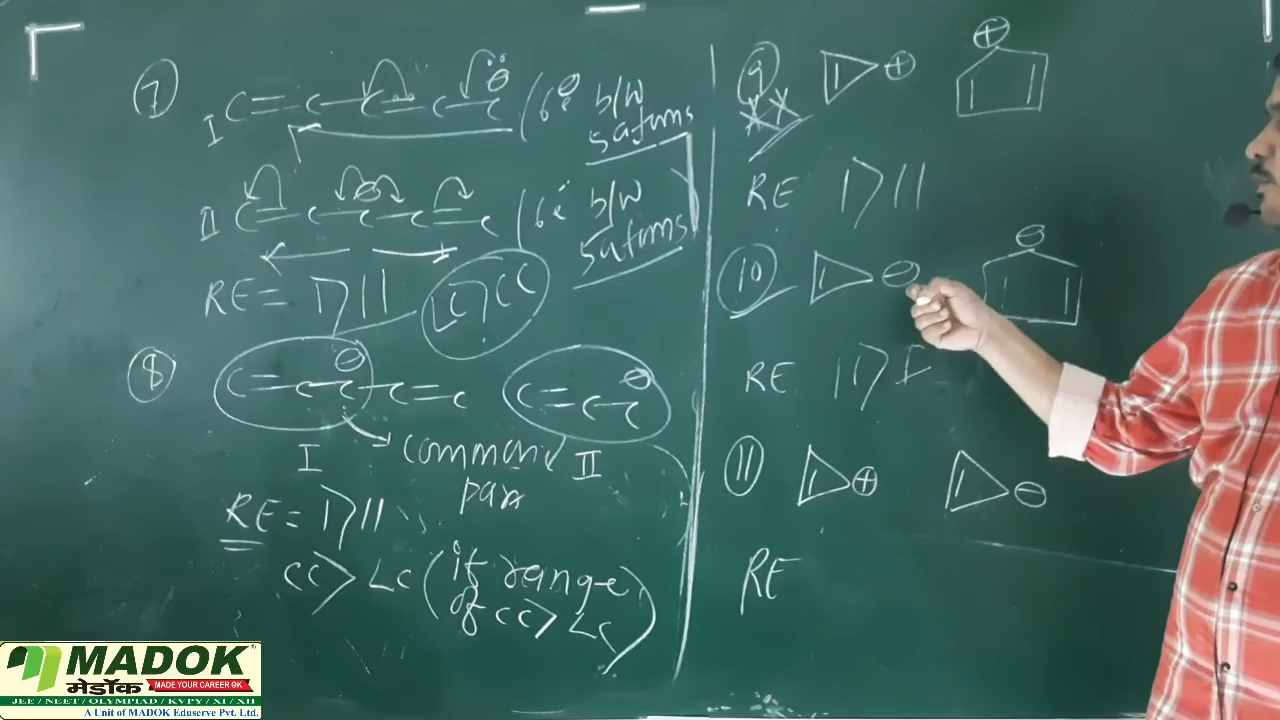 7
I C=C-C=C-C ⊖ (6e b/w
5 atoms
II C=C-C-C=C (6e b/w
5 atoms
RE = I > II
LC > CC
8
C=C-C-C=C ⊖
C=C-C ⊖
I
→ common
part
II
RE = I > II
CC > LC (if range
of CC > LC)
9
⊕ ⊕
RE I > II
10
⊖ ⊖
RE II > I
11
⊕ ⊖
RE
MADOK
मेडॉक MADE YOUR CAREER GK
JEE / NEET / OLYMPIAD / KVPY / XI / XII
A Unit of MADOK Eduserve Pvt. Ltd.